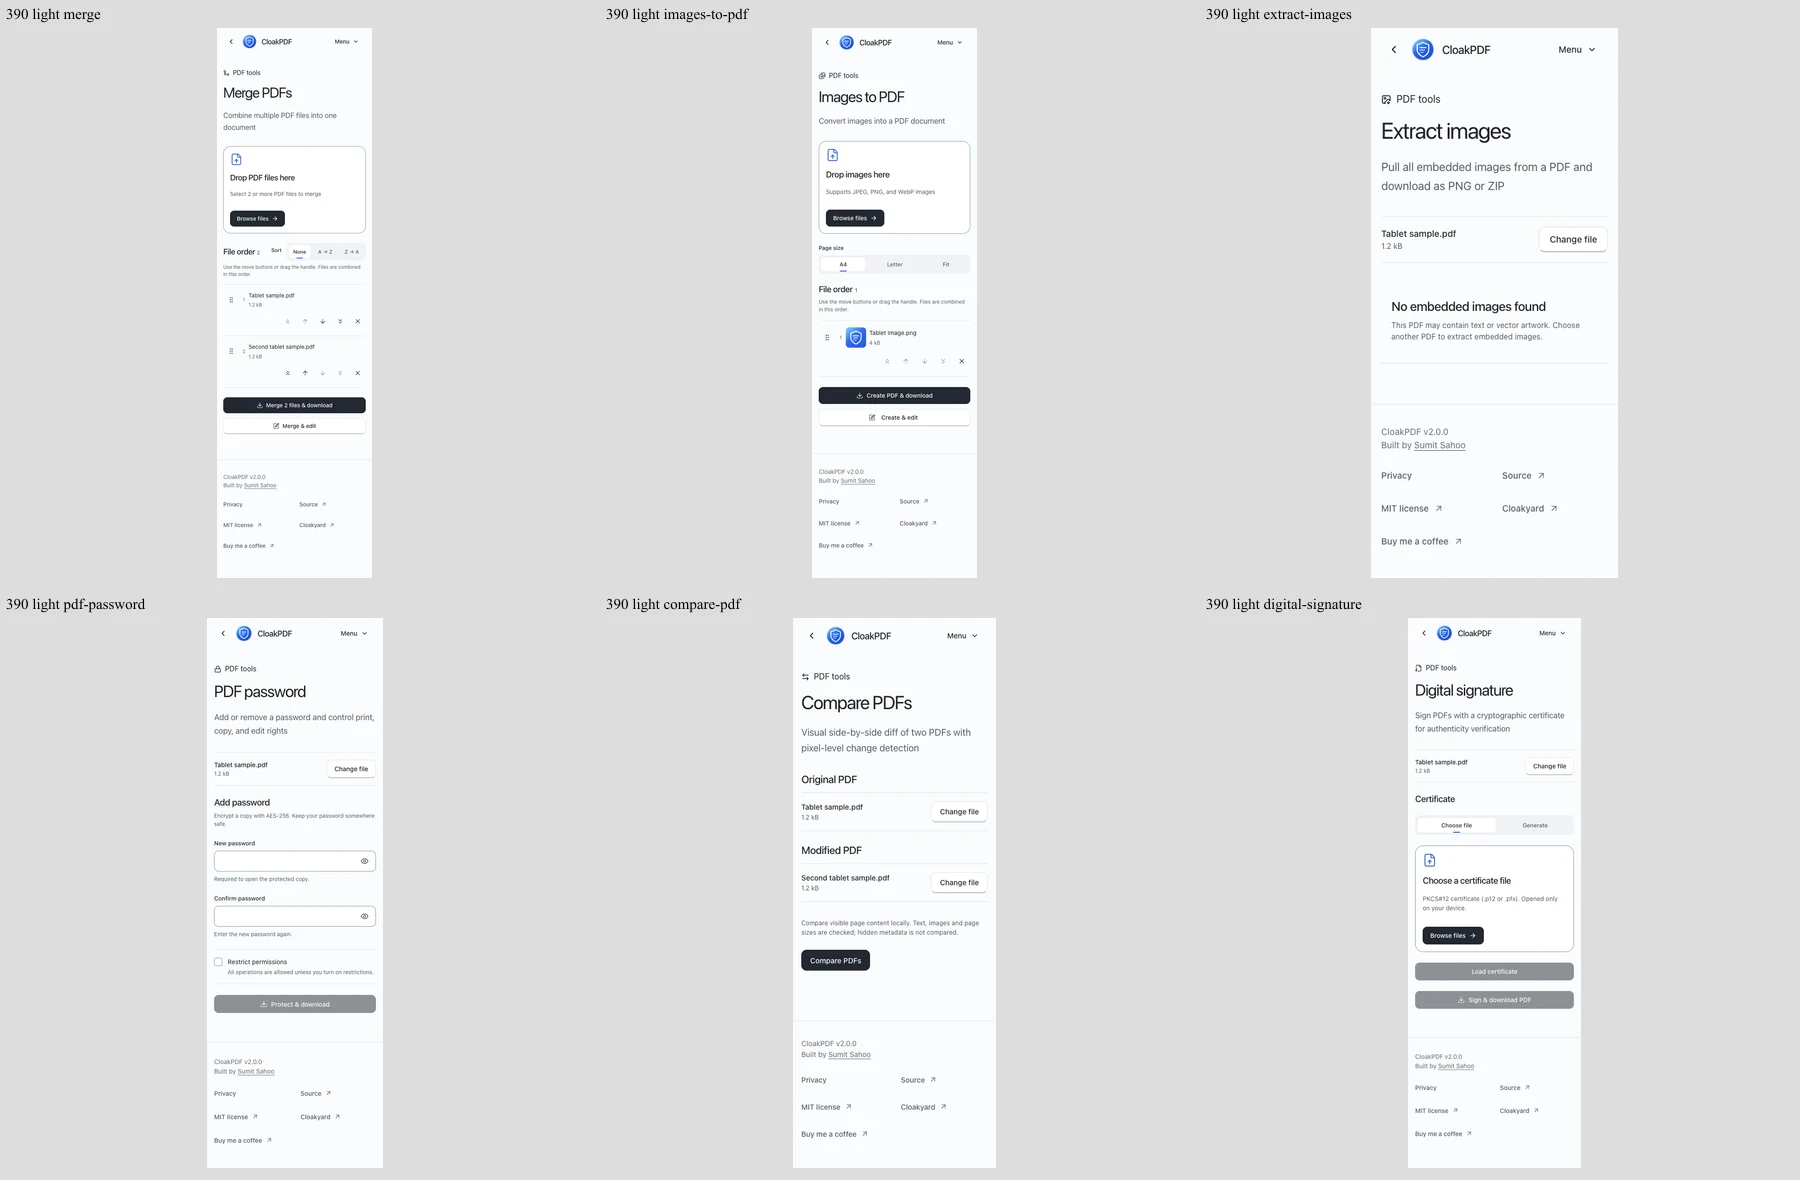 390 light merge
CloakPDF
Menu
PDF tools
Merge PDFs
Combine multiple PDF files into one
document
Drop PDF files here
Select 2 or more PDF files to merge
Browse files →
File order 2
Sort
None
A → Z
Z → A
Use the move buttons or drag the handle. Files are combined
in this order.
1
Tablet sample.pdf
1.2 kB
2
Second tablet sample.pdf
1.2 kB
Merge 2 files & download
Merge & edit
CloakPDF v2.0.0
Built by Sumit Sahoo
Privacy
Source ↗
MIT license ↗
Cloakyard ↗
Buy me a coffee ↗
390 light images-to-pdf
CloakPDF
Menu
PDF tools
Images to PDF
Convert images into a PDF document
Drop images here
Supports JPEG, PNG, and WebP images
Browse files →
Page size
A4
Letter
Fit
File order 1
Use the move buttons or drag the handle. Files are combined
in this order.
1
Tablet image.png
4 kB
Create PDF & download
Create & edit
CloakPDF v2.0.0
Built by Sumit Sahoo
Privacy
Source ↗
MIT license ↗
Cloakyard ↗
Buy me a coffee ↗
390 light extract-images
CloakPDF
Menu
PDF tools
Extract images
Pull all embedded images from a PDF and
download as PNG or ZIP
Tablet sample.pdf
1.2 kB
Change file
No embedded images found
This PDF may contain text or vector artwork. Choose
another PDF to extract embedded images.
CloakPDF v2.0.0
Built by Sumit Sahoo
Privacy
Source ↗
MIT license ↗
Cloakyard ↗
Buy me a coffee ↗
390 light pdf-password
CloakPDF
Menu
PDF tools
PDF password
Add or remove a password and control print,
copy, and edit rights
Tablet sample.pdf
1.2 kB
Change file
Add password
Encrypt a copy with AES-256. Keep your password somewhere
safe.
New password
Required to open the protected copy.
Confirm password
Enter the new password again.
Restrict permissions
All operations are allowed unless you turn on restrictions.
Protect & download
CloakPDF v2.0.0
Built by Sumit Sahoo
Privacy
Source ↗
MIT license ↗
Cloakyard ↗
Buy me a coffee ↗
390 light compare-pdf
CloakPDF
Menu
PDF tools
Compare PDFs
Visual side-by-side diff of two PDFs with
pixel-level change detection
Original PDF
Tablet sample.pdf
1.2 kB
Change file
Modified PDF
Second tablet sample.pdf
1.2 kB
Change file
Compare visible page content locally. Text, images and page
sizes are checked; hidden metadata is not compared.
Compare PDFs
CloakPDF v2.0.0
Built by Sumit Sahoo
Privacy
Source ↗
MIT license ↗
Cloakyard ↗
Buy me a coffee ↗
390 light digital-signature
CloakPDF
Menu
PDF tools
Digital signature
Sign PDFs with a cryptographic certificate
for authenticity verification
Tablet sample.pdf
1.2 kB
Change file
Certificate
Choose file
Generate
Choose a certificate file
PKCS#12 certificate (.p12 or .pfx). Opened only
on your device.
Browse files →
Load certificate
Sign & download PDF
CloakPDF v2.0.0
Built by Sumit Sahoo
Privacy
Source ↗
MIT license ↗
Cloakyard ↗
Buy me a coffee ↗